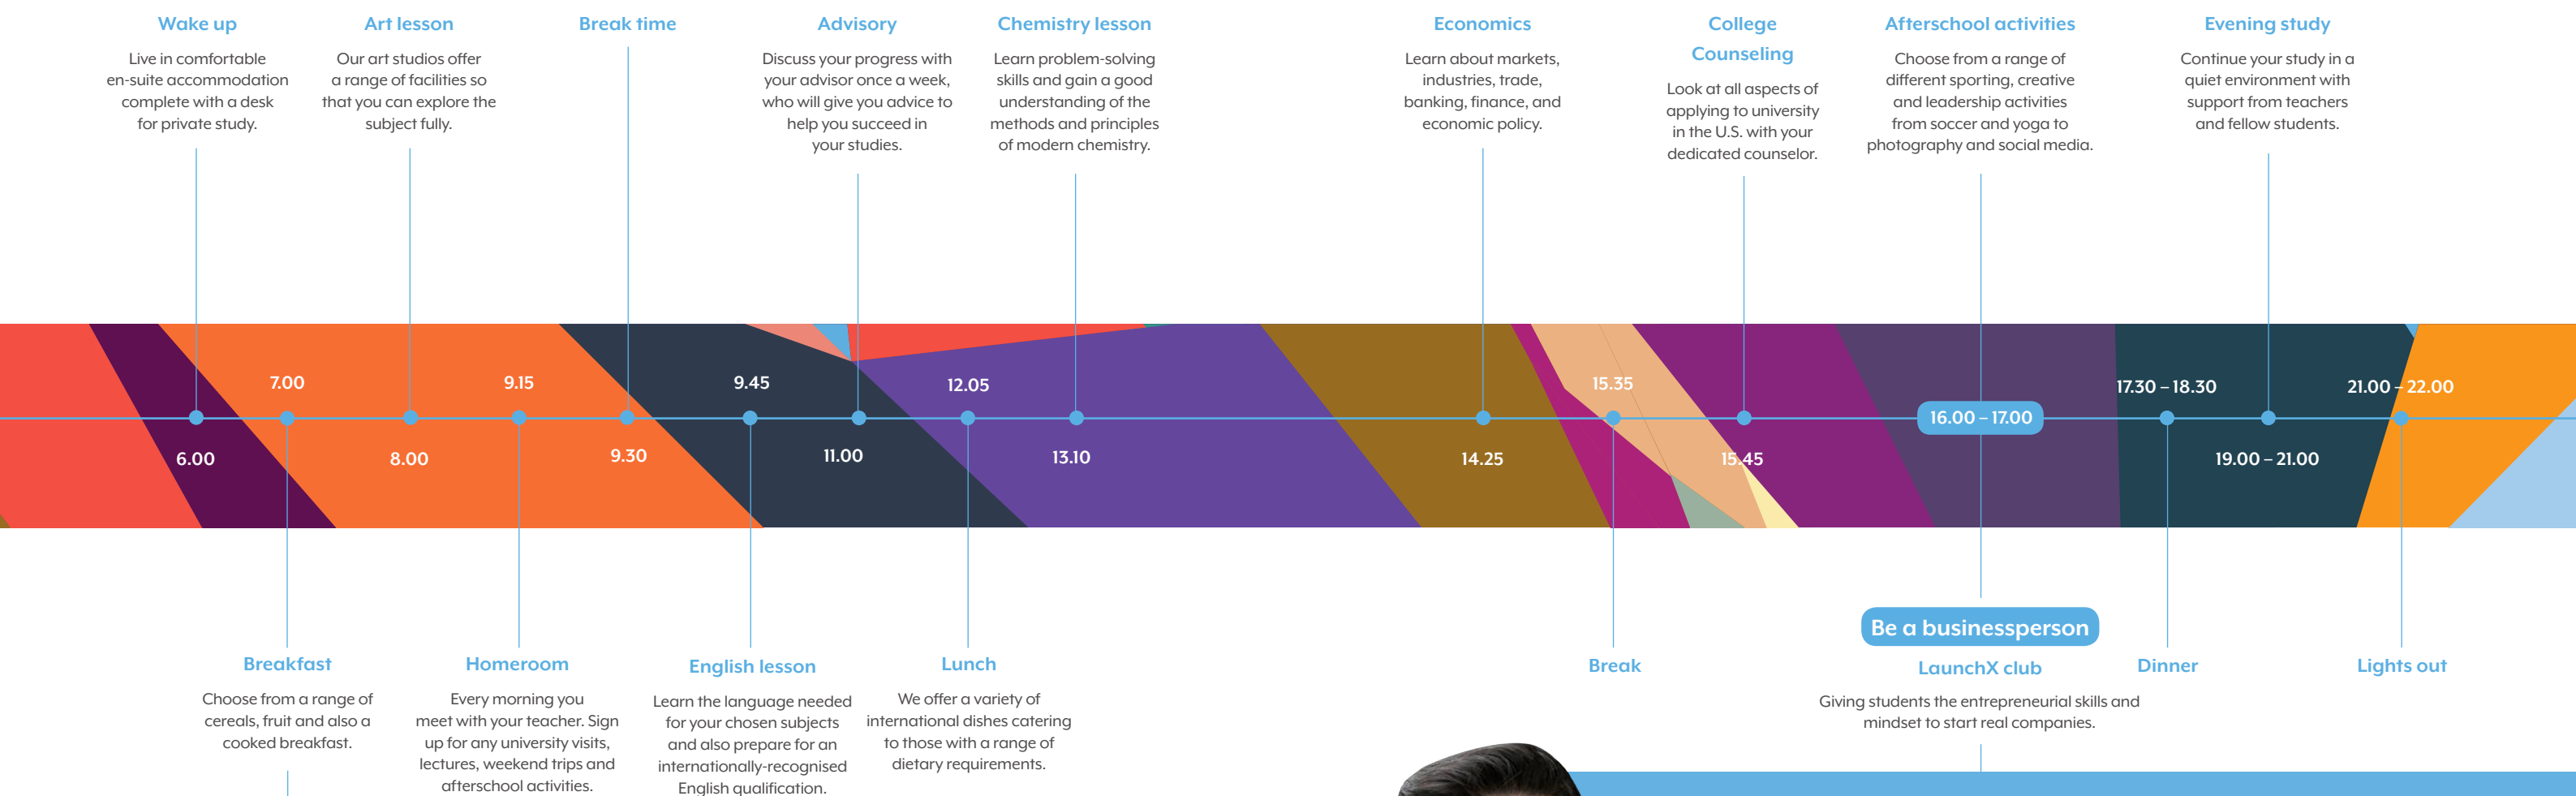 Wake up
Live in comfortable
en-suite accommodation
complete with a desk
for private study.
Art lesson
Our art studios offer
a range of facilities so
that you can explore the
subject fully.
Break time
Advisory
Discuss your progress with
your advisor once a week,
who will give you advice to
help you succeed in
your studies.
Chemistry lesson
Learn problem-solving
skills and gain a good
understanding of the
methods and principles
of modern chemistry.
Economics
Learn about markets,
industries, trade,
banking, finance, and
economic policy.
College
Counseling
Look at all aspects of
applying to university
in the U.S. with your
dedicated counselor.
Afterschool activities
Choose from a range of
different sporting, creative
and leadership activities
from soccer and yoga to
photography and social media.
Evening study
Continue your study in a
quiet environment with
support from teachers
and fellow students.
6.00
7.00
8.00
9.15
9.30
9.45
11.00
12.05
13.10
14.25
15.35
15.45
16.00 – 17.00
17.30 – 18.30
19.00 – 21.00
21.00 – 22.00
Breakfast
Choose from a range of
cereals, fruit and also a
cooked breakfast.
Homeroom
Every morning you
meet with your teacher. Sign
up for any university visits,
lectures, weekend trips and
afterschool activities.
English lesson
Learn the language needed
for your chosen subjects
and also prepare for an
internationally-recognised
English qualification.
Lunch
We offer a variety of
international dishes catering
to those with a range of
dietary requirements.
Break
Be a businessperson
LaunchX club
Giving students the entrepreneurial skills and
mindset to start real companies.
Dinner
Lights out